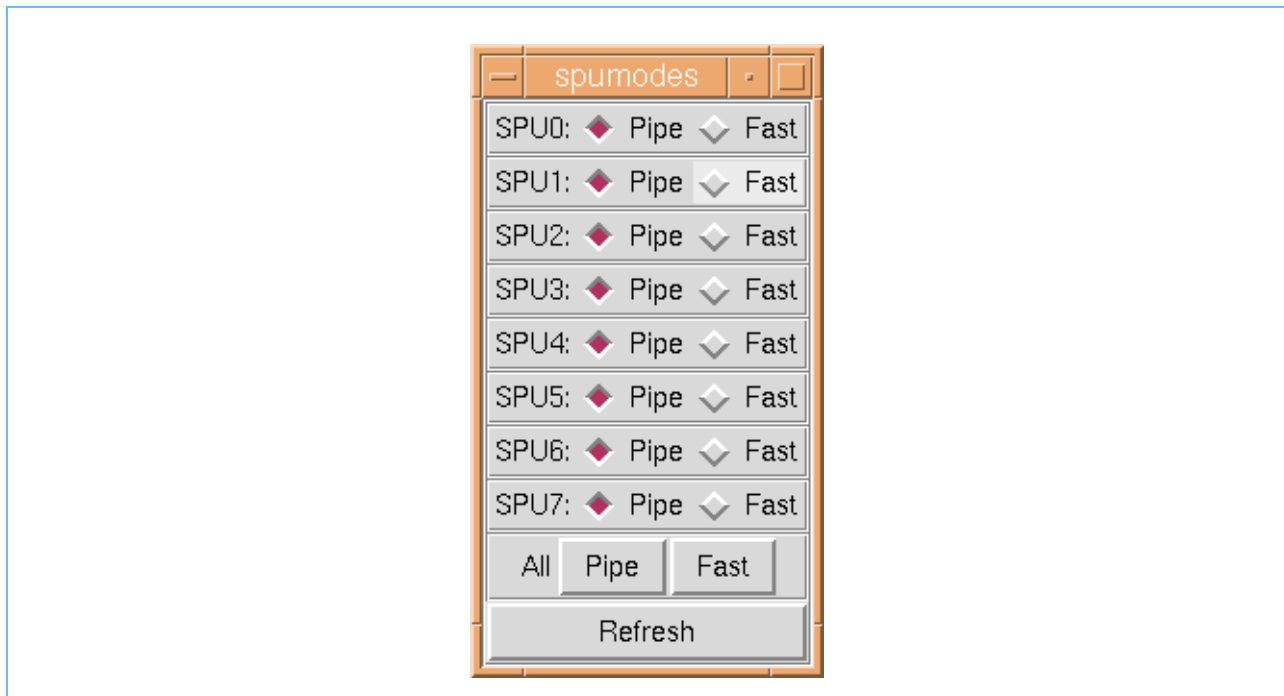 spumodes
SPU0: Pipe Fast
SPU1: Pipe Fast
SPU2: Pipe Fast
SPU3: Pipe Fast
SPU4: Pipe Fast
SPU5: Pipe Fast
SPU6: Pipe Fast
SPU7: Pipe Fast
All Pipe Fast
Refresh